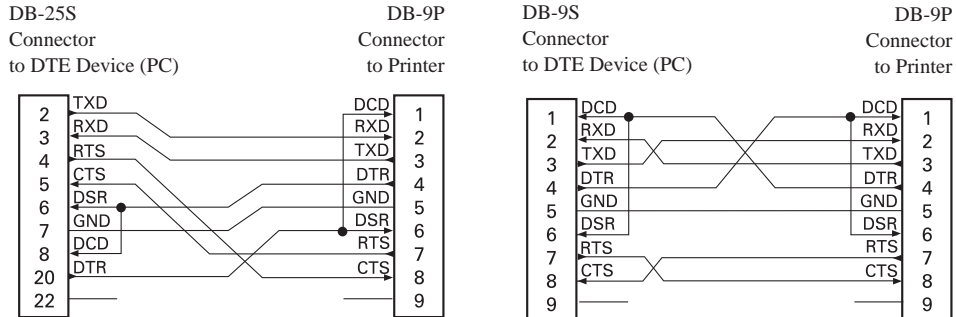 DB-25S
Connector
to DTE Device (PC)
DB-9P
Connector
to Printer
2 TXD
3 RXD
4 RTS
5 CTS
6 DSR
7 GND
8 DCD
20 DTR
22
DCD 1
RXD 2
TXD 3
DTR 4
GND 5
DSR 6
RTS 7
CTS 8
9
DB-9S
Connector
to DTE Device (PC)
DB-9P
Connector
to Printer
1 DCD
2 RXD
3 TXD
4 DTR
5 GND
6 DSR
7 RTS
8 CTS
9
DCD 1
RXD 2
TXD 3
DTR 4
GND 5
DSR 6
RTS 7
CTS 8
9